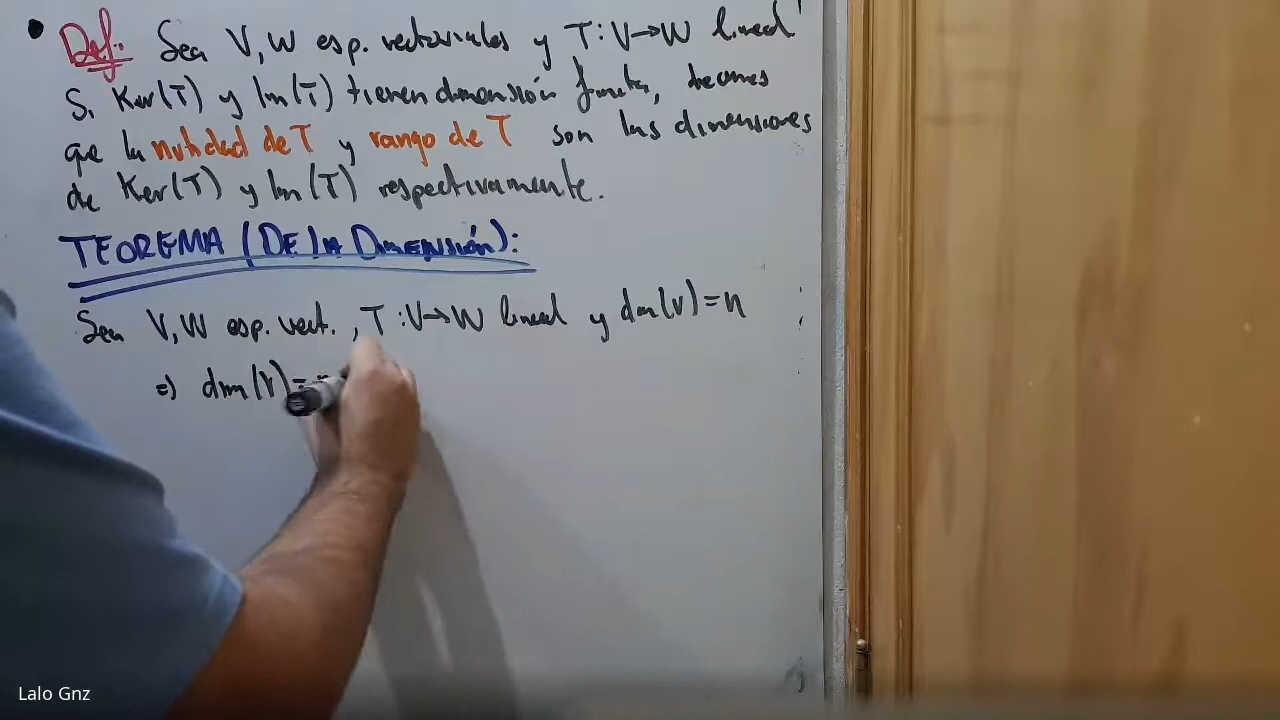 • Def: Sea V, W esp. vectoriales y T: V→W lineal
Si Ker(T) y Im(T) tienen dimensión finita, decimos
que la nulidad de T y rango de T son las dimensiones
de Ker(T) y Im(T) respectivamente.
TEOREMA (DE LA DIMENSIÓN):
Sea V, W esp. vect. , T: V→W lineal y dim(V)=n
⇒ dim(V)=
Lalo Gnz